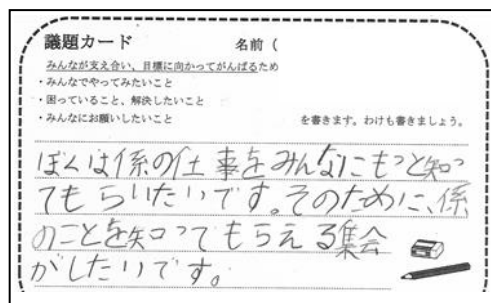 議題カード　名前（
みんなが支え合い、目標に向かってがんばるため
・みんなでやってみたいこと
・困っていること、解決したいこと
・みんなにお願いしたいこと　を書きます。わけも書きましょう。
ぼくは係の仕事をみんなにもっと知っ
てもらいたいです。そのために、係
のことを知ってもらえる集会
がしたいです。